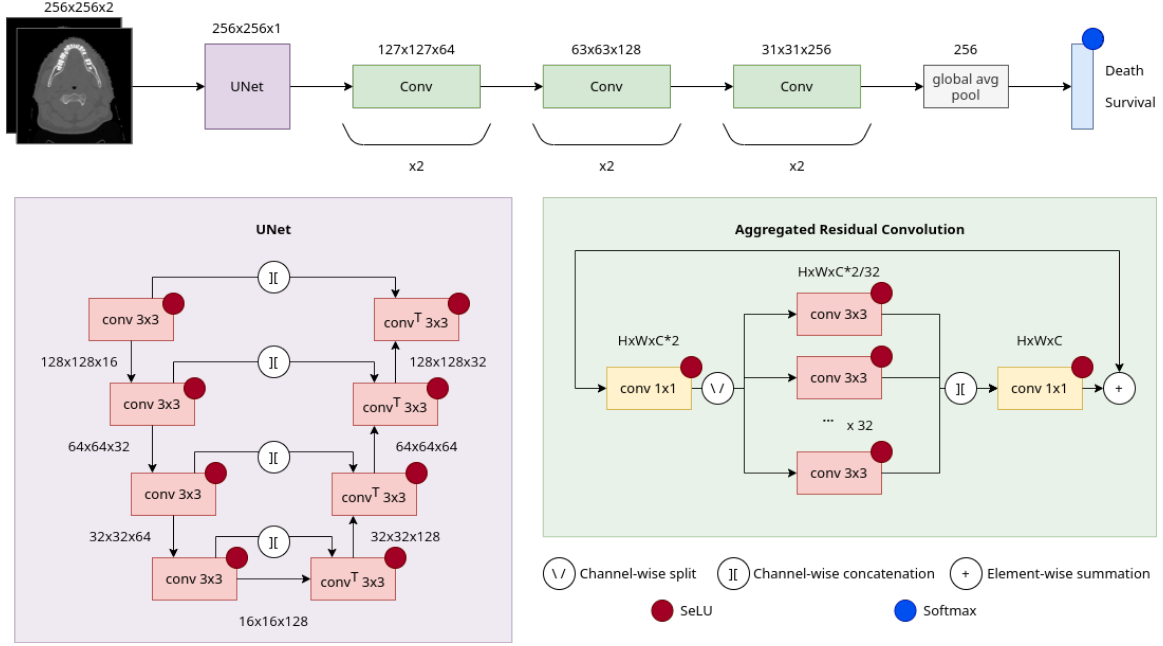 256x256x2
256x256x1
UNet
127x127x64
Conv
x2
63x63x128
Conv
x2
31x31x256
Conv
x2
256
global avg
pool
Death
Survival
UNet
][
conv 3x3
convT 3x3
128x128x16
128x128x32
][
conv 3x3
convT 3x3
64x64x32
64x64x64
][
conv 3x3
convT 3x3
32x32x64
32x32x128
][
conv 3x3
convT 3x3
16x16x128
Aggregated Residual Convolution
HxWxC*2/32
conv 3x3
HxWxC*2
conv 1x1
\ /
conv 3x3
... x 32
conv 3x3
][
HxWxC
conv 1x1
+
\ / Channel-wise split
][ Channel-wise concatenation
+ Element-wise summation
SeLU
Softmax